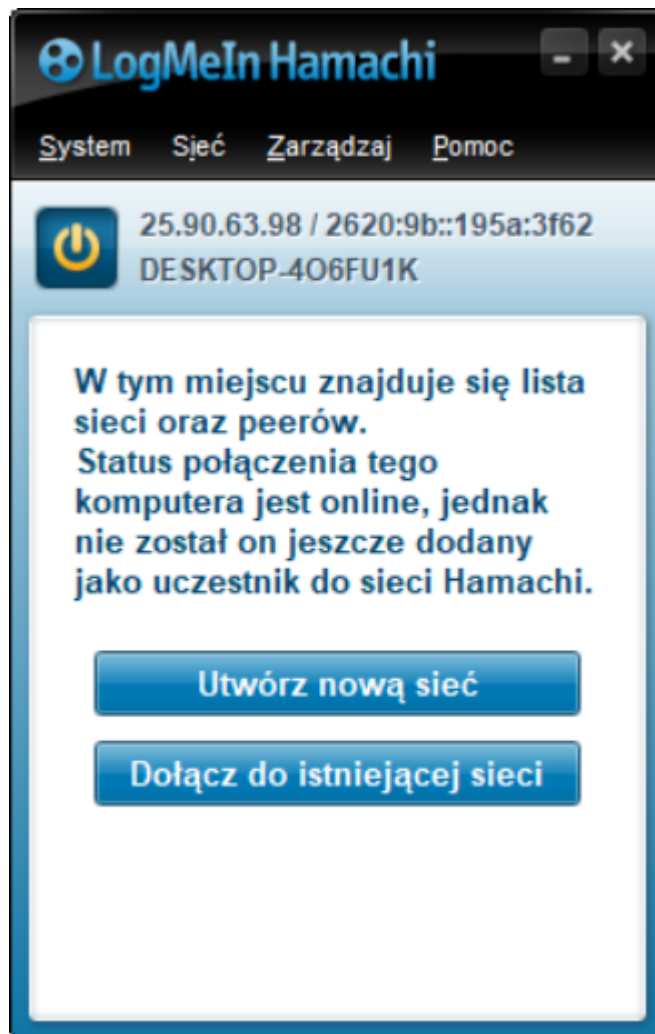 LogMeIn Hamachi
System Sieć Zarządzaj Pomoc
25.90.63.98 / 2620:9b::195a:3f62
DESKTOP-4O6FU1K
W tym miejscu znajduje się lista
sieci oraz peerów.
Status połączenia tego
komputera jest online, jednak
nie został on jeszcze dodany
jako uczestnik do sieci Hamachi.
Utwórz nową sieć
Dołącz do istniejącej sieci